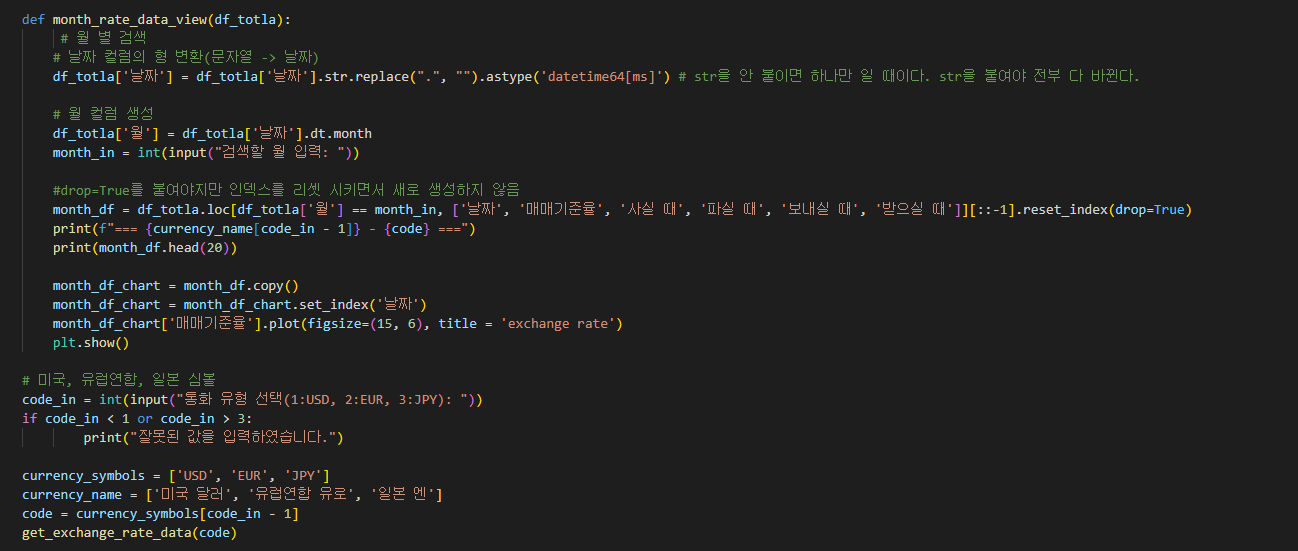 def month_rate_data_view(df_totla):
# 월 별 검색
# 날짜 컬럼의 형 변환(문자열 -> 날짜)
df_totla['날짜'] = df_totla['날짜'].str.replace(".", "").astype('datetime64[ms]') # str을 안 붙이면 하나만 일 때이다. str을 붙여야 전부 다 바뀐다.
# 월 컬럼 생성
df_totla['월'] = df_totla['날짜'].dt.month
month_in = int(input("검색할 월 입력: "))
#drop=True를 붙여야지만 인덱스를 리셋 시키면서 새로 생성하지 않음
month_df = df_totla.loc[df_totla['월'] == month_in, ['날짜', '매매기준율', '사실 때', '파실 때', '보내실 때', '받으실 때']][::-1].reset_index(drop=True)
print(f"=== {currency_name[code_in - 1]} - {code} ===")
print(month_df.head(20))
month_df_chart = month_df.copy()
month_df_chart = month_df_chart.set_index('날짜')
month_df_chart['매매기준율'].plot(figsize=(15, 6), title = 'exchange rate')
plt.show()
# 미국, 유럽연합, 일본 심볼
code_in = int(input("통화 유형 선택(1:USD, 2:EUR, 3:JPY): "))
if code_in < 1 or code_in > 3:
print("잘못된 값을 입력하였습니다.")
currency_symbols = ['USD', 'EUR', 'JPY']
currency_name = ['미국 달러', '유럽연합 유로', '일본 엔']
code = currency_symbols[code_in - 1]
get_exchange_rate_data(code)